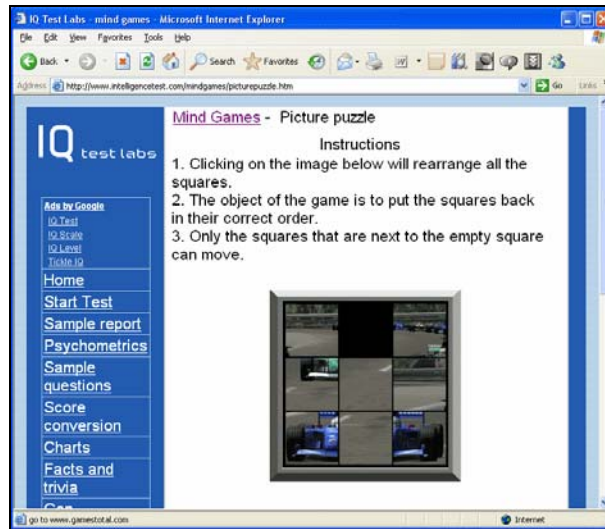 IQ Test Labs - mind games - Microsoft Internet Explorer
File Edit View Favorites Tools Help
Back Search Favorites
Address http://www.intelligencetest.com/mindgames/picturepuzzle.htm Go Links
IQ test labs
Ads by Google
IQ Test
IQ Scale
IQ Level
Tickle IQ
Home
Start Test
Sample report
Psychometrics
Sample
questions
Score
conversion
Charts
Facts and
trivia
Mind Games - Picture puzzle
Instructions
1. Clicking on the image below will rearrange all the
squares.
2. The object of the game is to put the squares back
in their correct order.
3. Only the squares that are next to the empty square
can move.
go to www.gamestotal.com
Internet